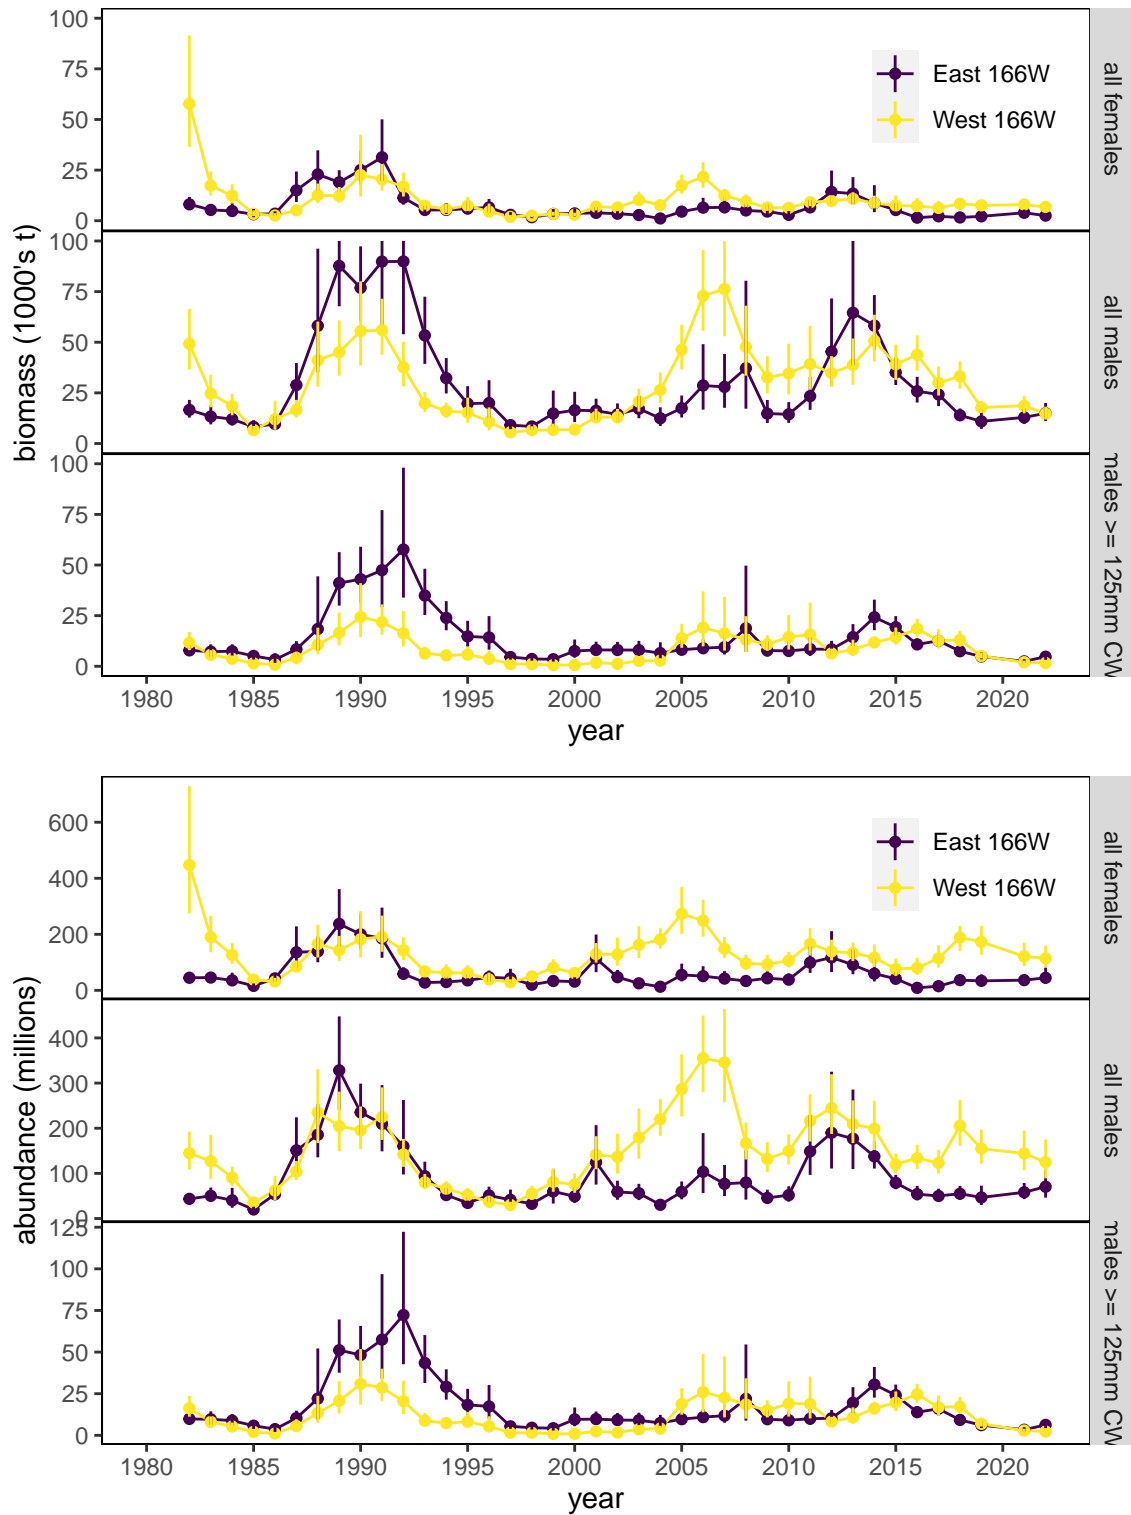 100
75
50
25
0
East 166W
West 166W
all females
100
75
50
25
0
all males
100
75
50
25
0
males >= 125mm CW
biomass (1000's t)
1980 1985 1990 1995 2000 2005 2010 2015 2020
year
600
400
200
0
East 166W
West 166W
all females
400
300
200
100
0
all males
125
100
75
50
25
0
males >= 125mm CW
abundance (millions)
1980 1985 1990 1995 2000 2005 2010 2015 2020
year